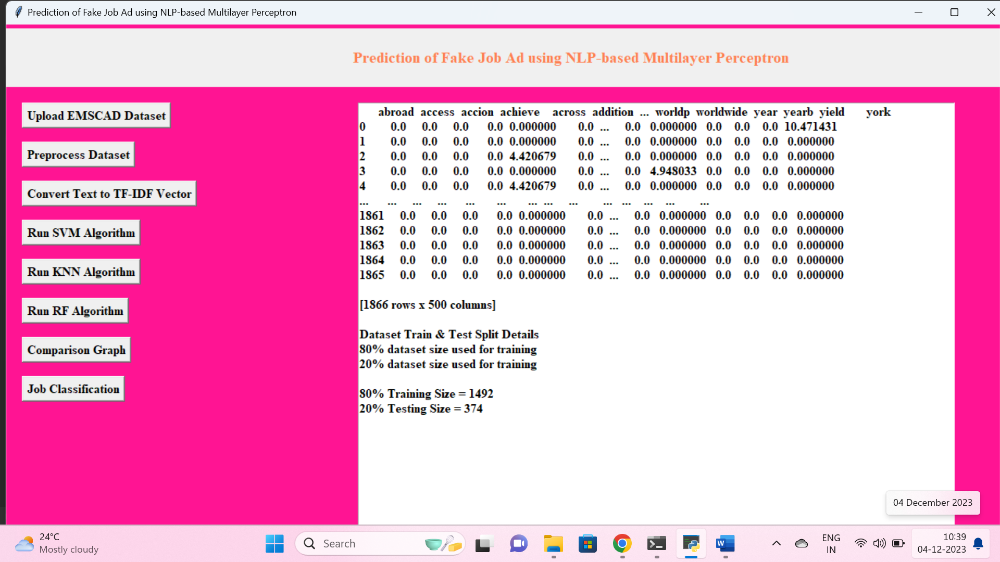 Prediction of Fake Job Ad using NLP-based Multilayer Perceptron
Prediction of Fake Job Ad using NLP-based Multilayer Perceptron
Upload EMSCAD Dataset
Preprocess Dataset
Convert Text to TF-IDF Vector
Run SVM Algorithm
Run KNN Algorithm
Run RF Algorithm
Comparison Graph
Job Classification
abroad access accion achieve across addition ... worldp worldwide year yearb yield york
0 0.0 0.0 0.0 0.0 0.000000 0.0 ... 0.0 0.000000 0.0 0.0 0.0 10.471431
1 0.0 0.0 0.0 0.0 0.000000 0.0 ... 0.0 0.000000 0.0 0.0 0.0 0.000000
2 0.0 0.0 0.0 0.0 4.420679 0.0 ... 0.0 0.000000 0.0 0.0 0.0 0.000000
3 0.0 0.0 0.0 0.0 0.000000 0.0 ... 0.0 4.948033 0.0 0.0 0.0 0.000000
4 0.0 0.0 0.0 0.0 4.420679 0.0 ... 0.0 0.000000 0.0 0.0 0.0 0.000000
... ... ... ... ... ... ... ... ... ... ... ... ... ...
1861 0.0 0.0 0.0 0.0 0.000000 0.0 ... 0.0 0.000000 0.0 0.0 0.0 0.000000
1862 0.0 0.0 0.0 0.0 0.000000 0.0 ... 0.0 0.000000 0.0 0.0 0.0 0.000000
1863 0.0 0.0 0.0 0.0 0.000000 0.0 ... 0.0 0.000000 0.0 0.0 0.0 0.000000
1864 0.0 0.0 0.0 0.0 0.000000 0.0 ... 0.0 0.000000 0.0 0.0 0.0 0.000000
1865 0.0 0.0 0.0 0.0 0.000000 0.0 ... 0.0 0.000000 0.0 0.0 0.0 0.000000
[1866 rows x 500 columns]
Dataset Train & Test Split Details
80% dataset size used for training
20% dataset size used for training
80% Training Size = 1492
20% Testing Size = 374
04 December 2023
24°C
Mostly cloudy
Search
W
ENG
IN
10:39
04-12-2023